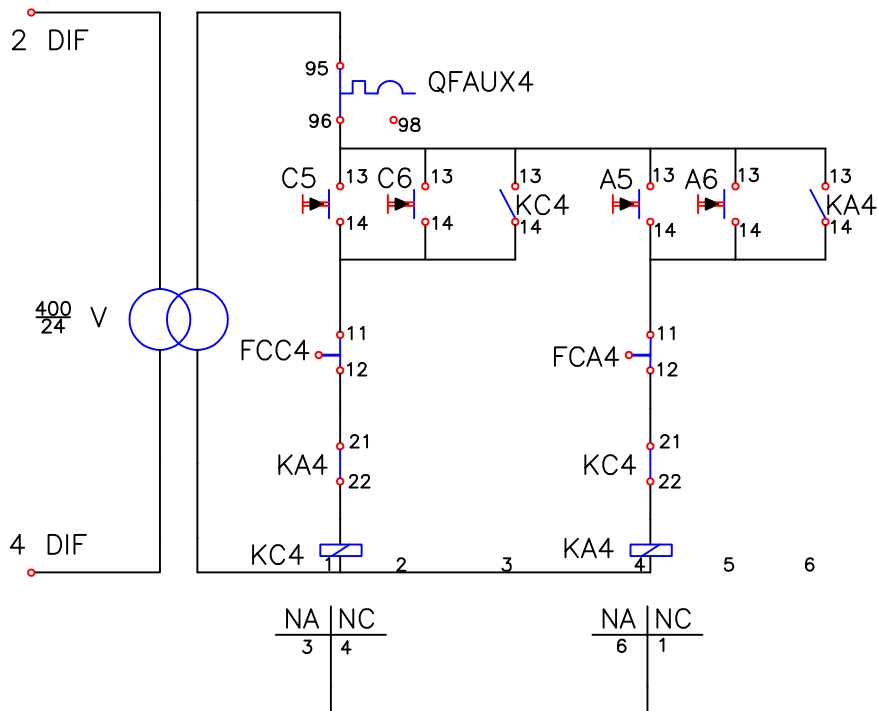 2 DIF
95
QFAUX4
96
98
C5 13 C6 13 13 A5 13 A6 13 13
KC4 KA4
14 14 14 14 14 14
400
24 V
11 11
FCC4 FCA4
12 12
21 21
KA4 KC4
22 22
4 DIF
KC4 KA4
1 2 3 4 5 6
NA NC NA NC
3 4 6 1